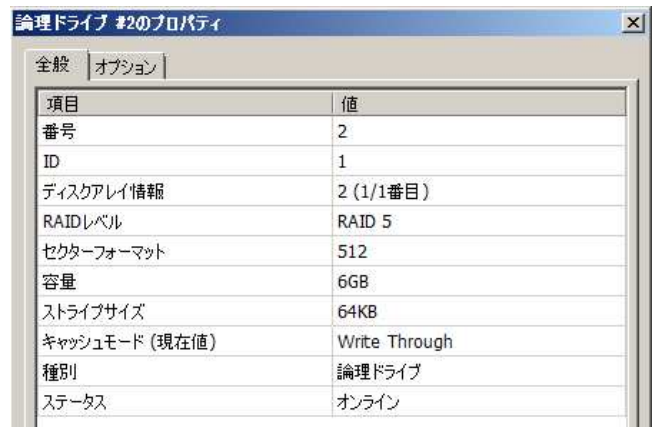 論理ドライブ #2のプロパティ
全般 オプション
項目 値
番号 2
ID 1
ディスクアレイ情報 2 (1/1番目)
RAIDレベル RAID 5
セクターフォーマット 512
容量 6GB
ストライプサイズ 64KB
キャッシュモード (現在値) Write Through
種別 論理ドライブ
ステータス オンライン